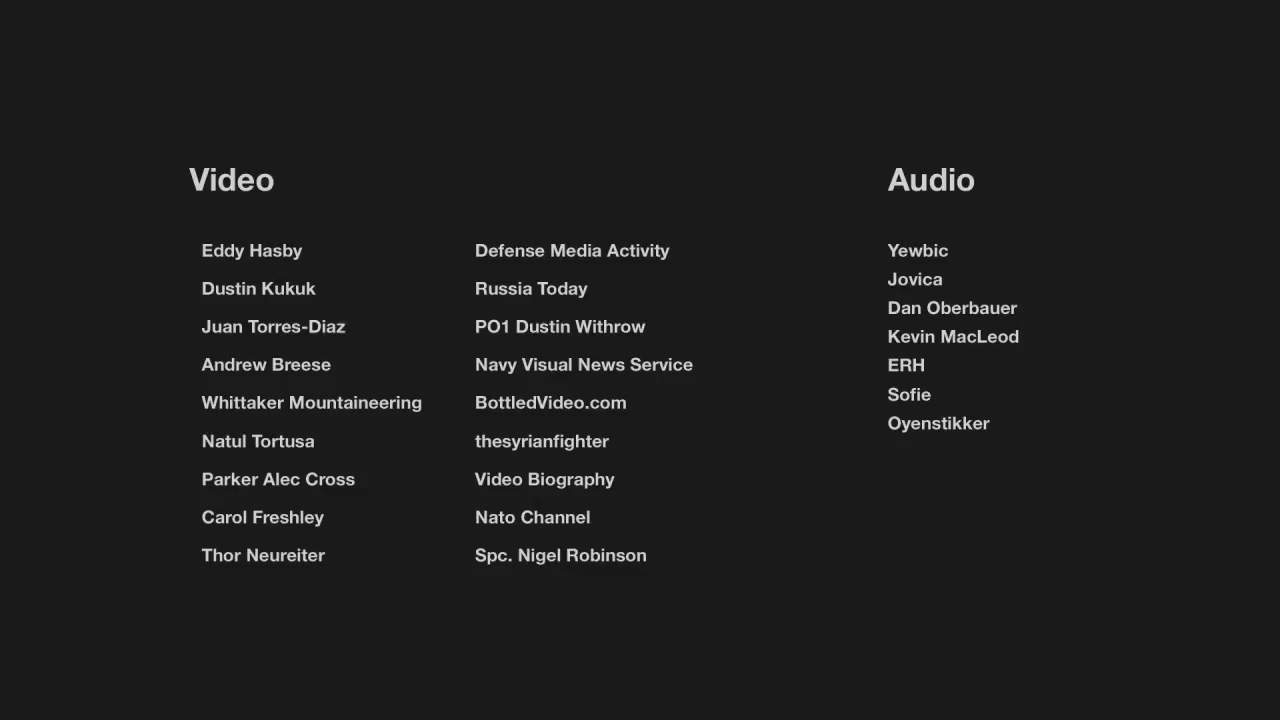 Video
Eddy Hasby
Dustin Kukuk
Juan Torres-Diaz
Andrew Breese
Whittaker Mountaineering
Natul Tortusa
Parker Alec Cross
Carol Freshley
Thor Neureiter
Defense Media Activity
Russia Today
PO1 Dustin Withrow
Navy Visual News Service
BottledVideo.com
thesyrianfighter
Video Biography
Nato Channel
Spc. Nigel Robinson
Audio
Yewbic
Jovica
Dan Oberbauer
Kevin MacLeod
ERH
Sofie
Oyenstikker